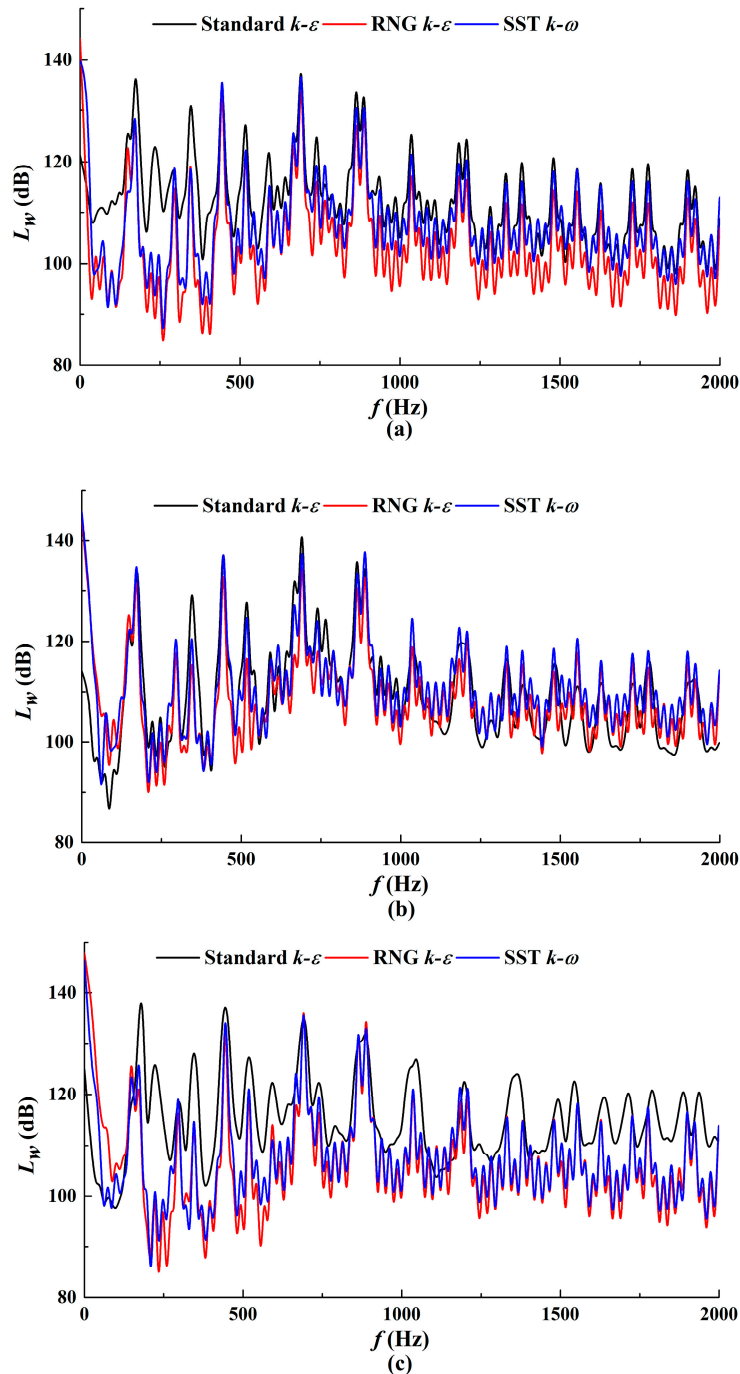 Standard k-ε RNG k-ε SST k-ω
140
120
100
80
L_W (dB)
0 500 1000 1500 2000
f (Hz)
(a)
Standard k-ε RNG k-ε SST k-ω
140
120
100
80
L_W (dB)
0 500 1000 1500 2000
f (Hz)
(b)
Standard k-ε RNG k-ε SST k-ω
140
120
100
80
L_W (dB)
0 500 1000 1500 2000
f (Hz)
(c)